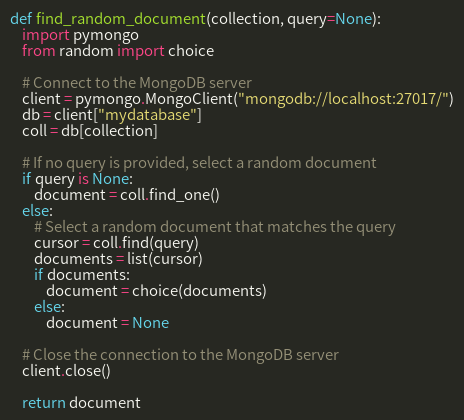 def find_random_document(collection, query=None):
import pymongo
from random import choice
# Connect to the MongoDB server
client = pymongo.MongoClient("mongodb://localhost:27017/")
db = client["mydatabase"]
coll = db[collection]
# If no query is provided, select a random document
if query is None:
document = coll.find_one()
else:
# Select a random document that matches the query
cursor = coll.find(query)
documents = list(cursor)
if documents:
document = choice(documents)
else:
document = None
# Close the connection to the MongoDB server
client.close()
return document